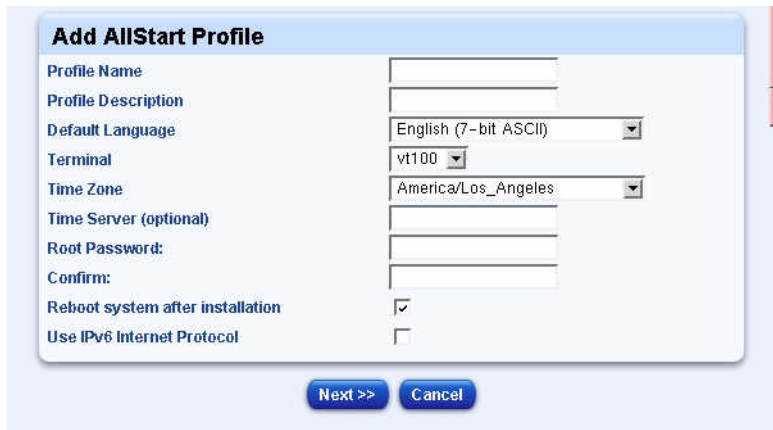 Add AllStart Profile
Profile Name
Profile Description
Default Language English (7-bit ASCII)
Terminal vt100
Time Zone America/Los_Angeles
Time Server (optional)
Root Password:
Confirm:
Reboot system after installation
Use IPv6 Internet Protocol
Next >> Cancel